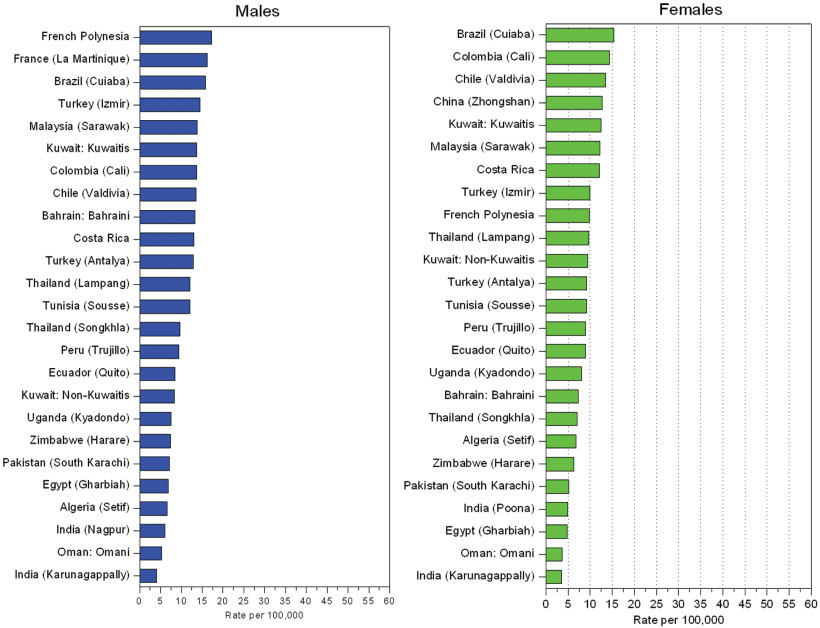 Males
French Polynesia
France (La Martinique)
Brazil (Cuiaba)
Turkey (Izmir)
Malaysia (Sarawak)
Kuwait: Kuwaitis
Colombia (Cali)
Chile (Valdivia)
Bahrain: Bahraini
Costa Rica
Turkey (Antalya)
Thailand (Lampang)
Tunisia (Sousse)
Thailand (Songkhla)
Peru (Trujillo)
Ecuador (Quito)
Kuwait: Non-Kuwaitis
Uganda (Kyadondo)
Zimbabwe (Harare)
Pakistan (South Karachi)
Egypt (Gharbiah)
Algeria (Setif)
India (Nagpur)
Oman: Omani
India (Karunagappally)
0 5 10 15 20 25 30 35 40 45 50 55 60
Rate per 100,000
Females
Brazil (Cuiaba)
Colombia (Cali)
Chile (Valdivia)
China (Zhongshan)
Kuwait: Kuwaitis
Malaysia (Sarawak)
Costa Rica
Turkey (Izmir)
French Polynesia
Thailand (Lampang)
Kuwait: Non-Kuwaitis
Turkey (Antalya)
Tunisia (Sousse)
Peru (Trujillo)
Ecuador (Quito)
Uganda (Kyadondo)
Bahrain: Bahraini
Thailand (Songkhla)
Algeria (Setif)
Zimbabwe (Harare)
Pakistan (South Karachi)
India (Poona)
Egypt (Gharbiah)
Oman: Omani
India (Karunagappally)
0 5 10 15 20 25 30 35 40 45 50 55 60
Rate per 100,000